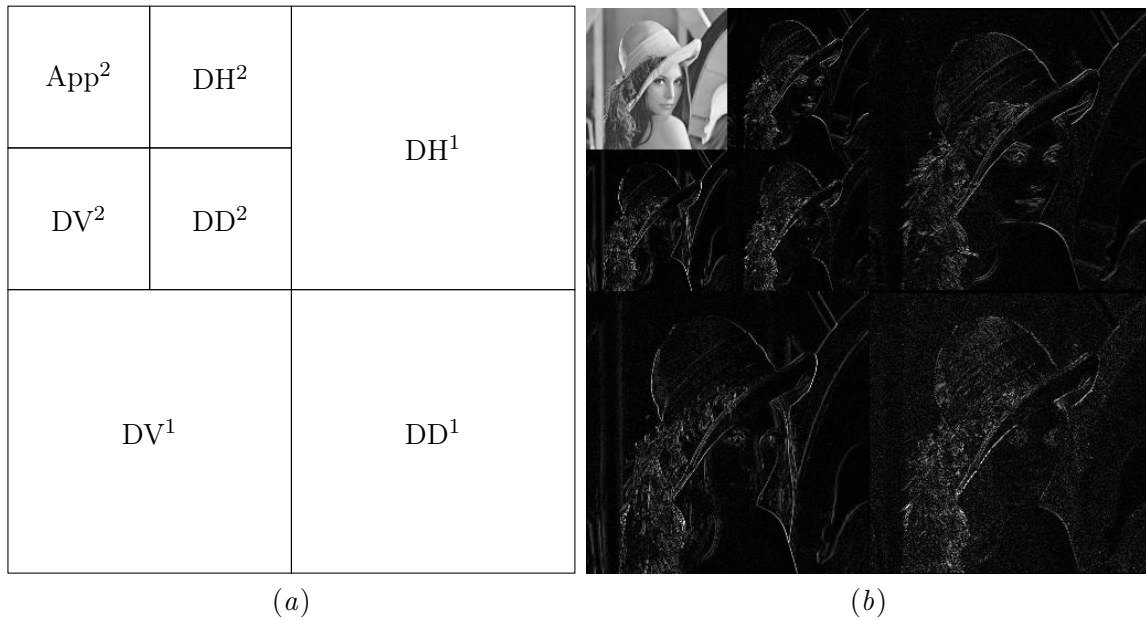 App²
DH²
DH¹
DV²
DD²
DV¹
DD¹
(a)
(b)